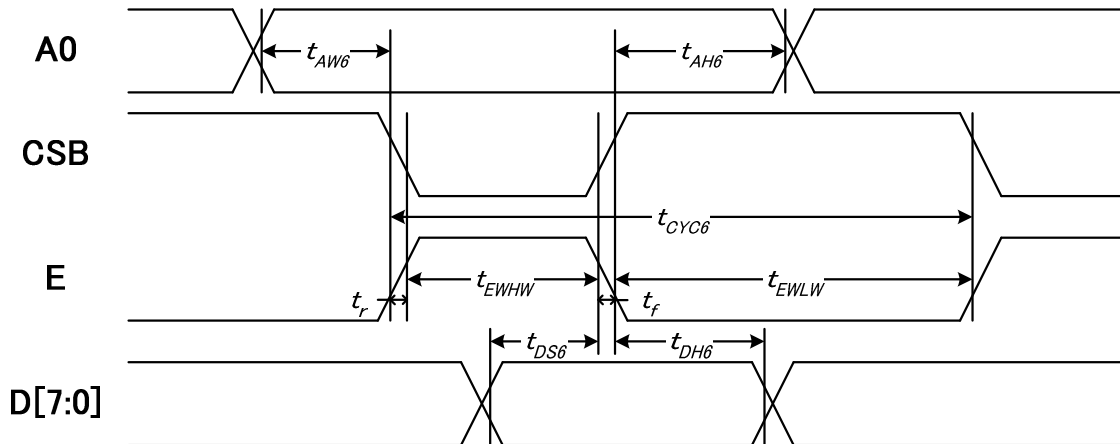 A0
tAW6
tAH6
CSB
tCYC6
E
tEWHW
tEWLW
tr
tf
tDS6
tDH6
D[7:0]